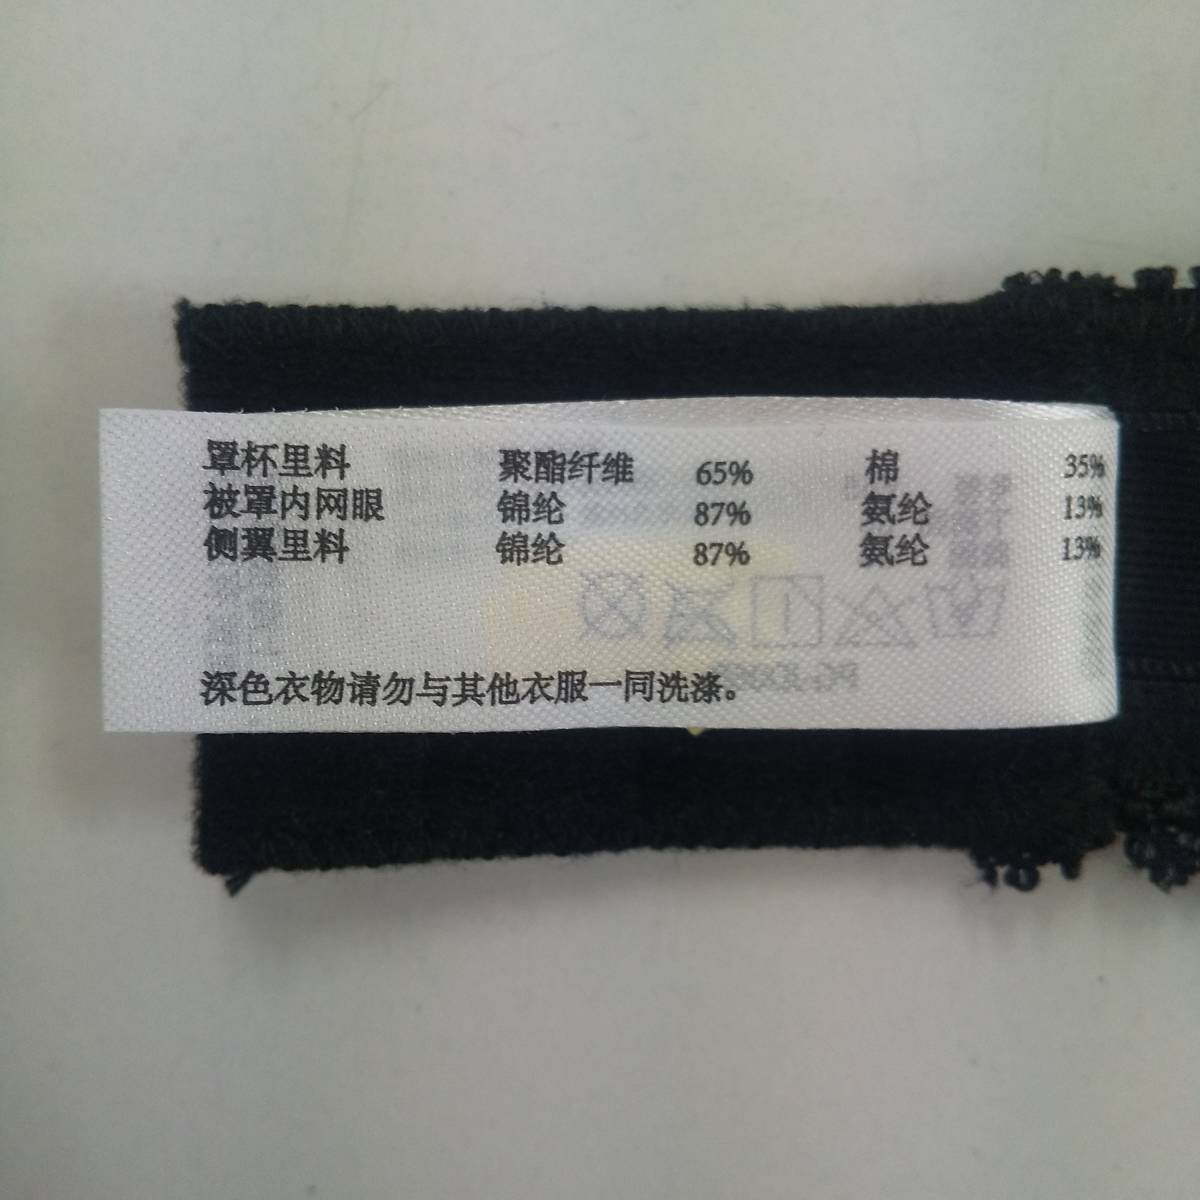 罩杯里料 聚酯纤维 65% 棉 35%
被罩内网眼 锦纶 87% 氨纶 13%
侧翼里料 锦纶 87% 氨纶 13%
深色衣物请勿与其他衣服一同洗涤。